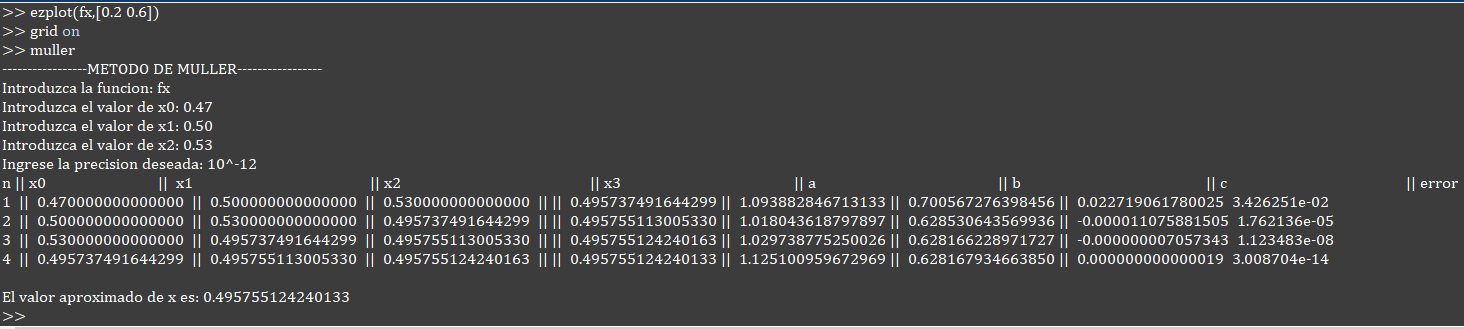 >> ezplot(fx,[0.2 0.6])
>> grid on
>> muller
-----------------METODO DE MULLER-----------------
Introduzca la funcion: fx
Introduzca el valor de x0: 0.47
Introduzca el valor de x1: 0.50
Introduzca el valor de x2: 0.53
Ingrese la precision deseada: 10^-12
n || x0 || x1 || x2 || x3 || a || b || c || error
1 || 0.470000000000000 || 0.500000000000000 || 0.530000000000000 || || 0.495737491644299 || 1.093882846713133 || 0.700567276398456 || 0.022719061780025 3.426251e-02
2 || 0.500000000000000 || 0.530000000000000 || 0.495737491644299 || || 0.495755113005330 || 1.018043618797897 || 0.628530643569936 || -0.000011075881505 1.762136e-05
3 || 0.530000000000000 || 0.495737491644299 || 0.495755113005330 || || 0.495755124240163 || 1.029738775250026 || 0.628166228971727 || -0.000000007057343 1.123483e-08
4 || 0.495737491644299 || 0.495755113005330 || 0.495755124240163 || || 0.495755124240133 || 1.125100959672969 || 0.628167934663850 || 0.000000000000019 3.008704e-14
El valor aproximado de x es: 0.495755124240133
>>